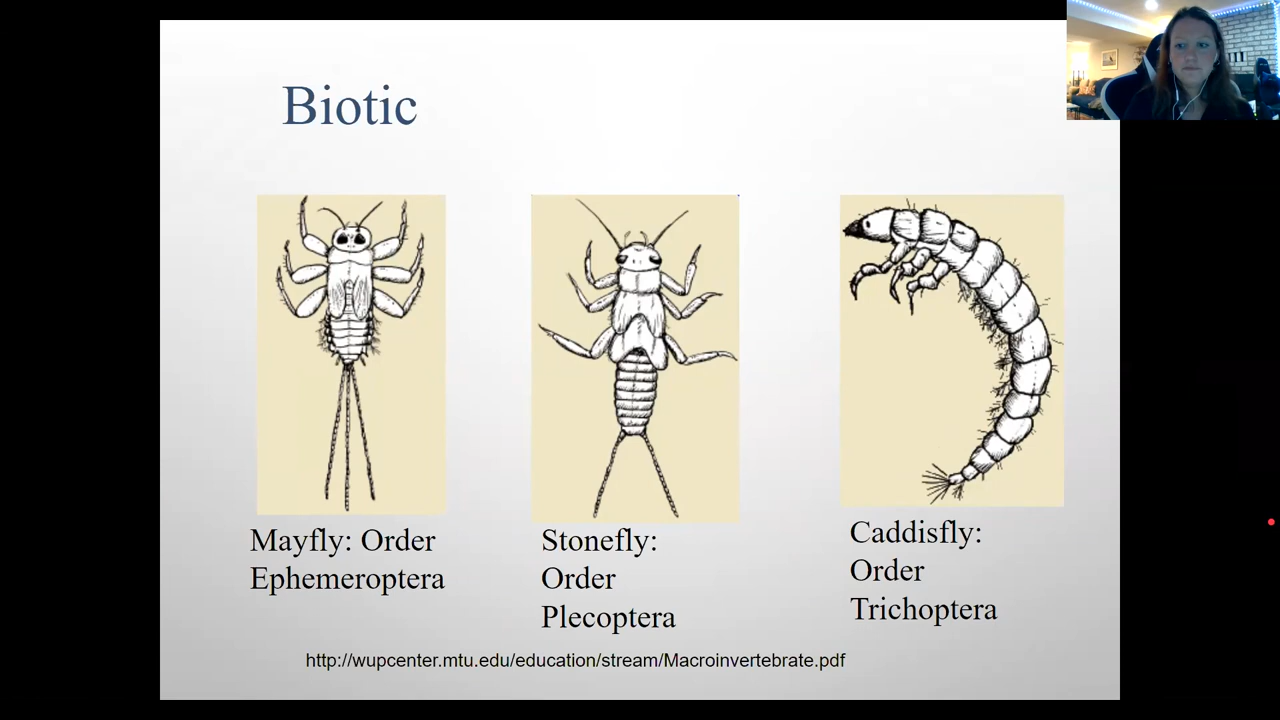 Biotic
Mayfly: Order
Ephemeroptera
Stonefly:
Order
Plecoptera
Caddisfly:
Order
Trichoptera
http://wupcenter.mtu.edu/education/stream/Macroinvertebrate.pdf